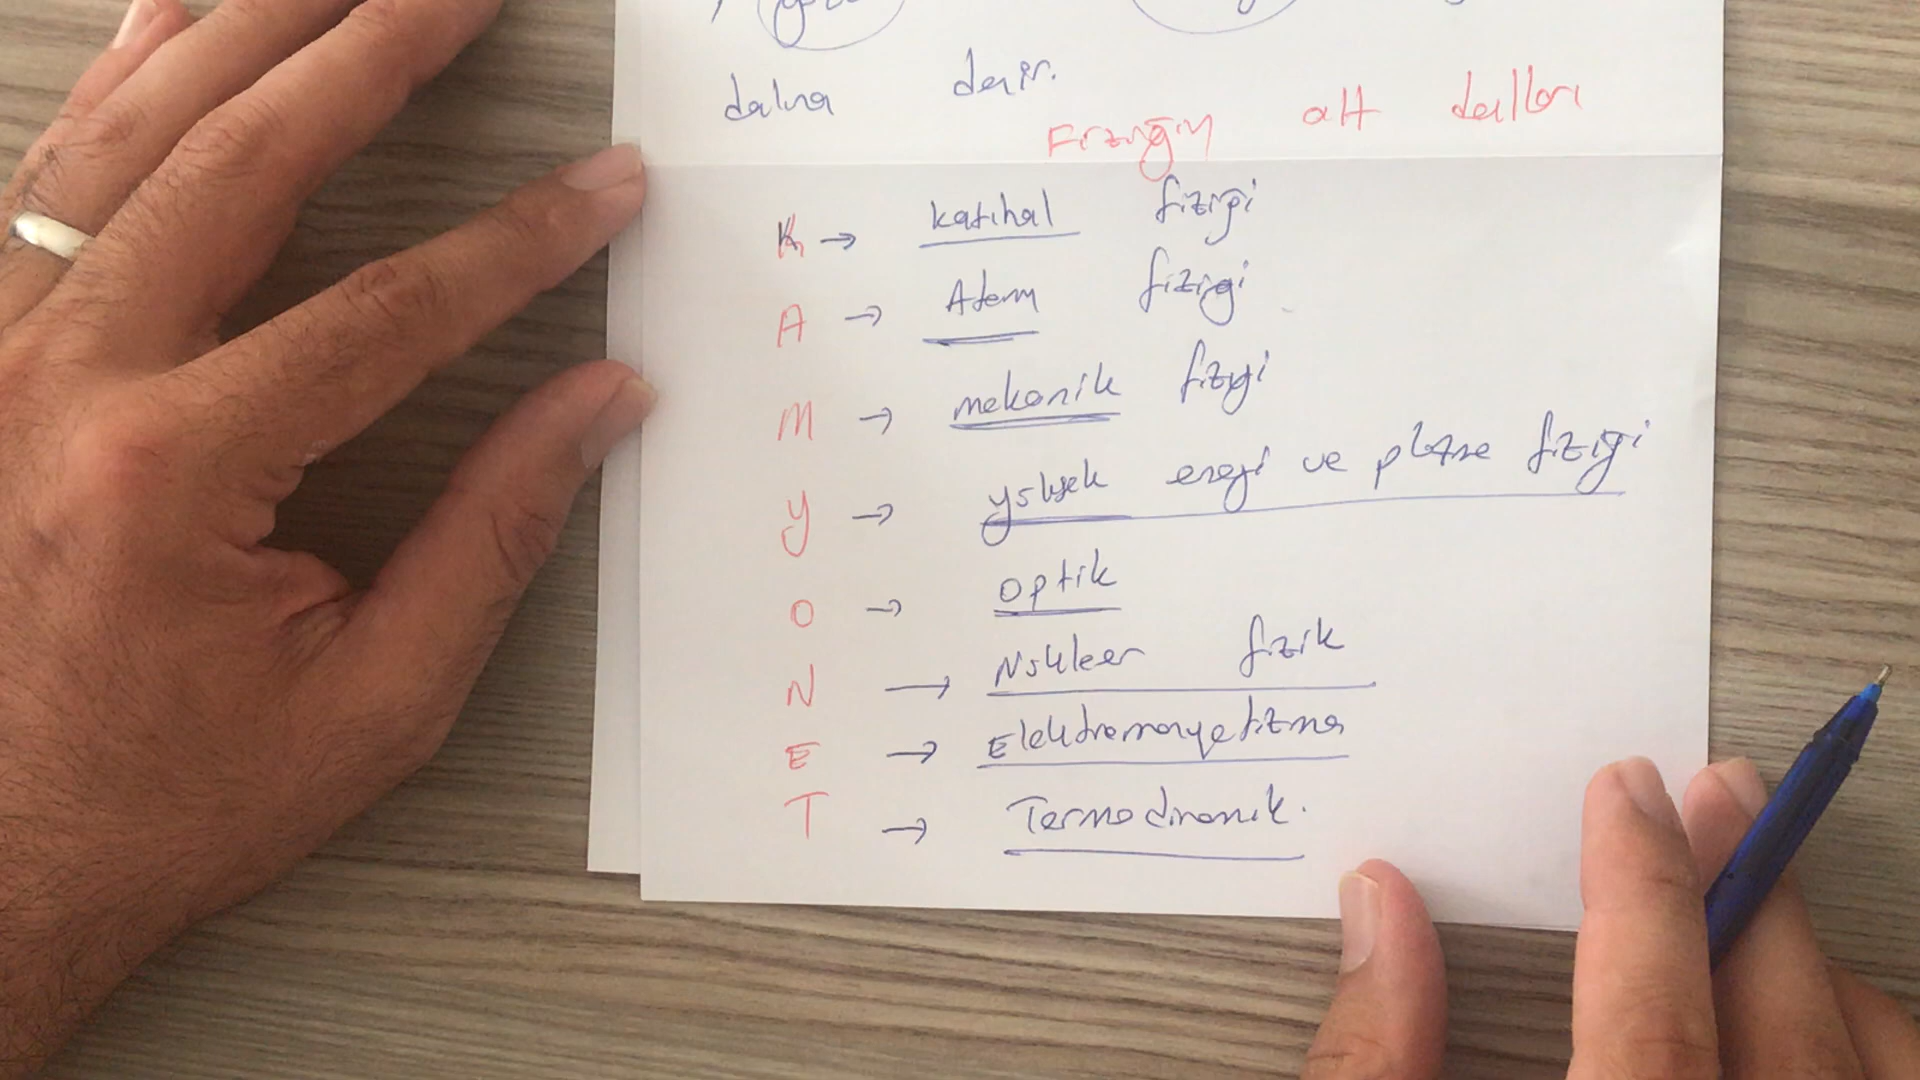 dalına denir.
Fiziğin alt dalları
K → katıhal fiziği
A → Atom fiziği
M → mekanik fiziği
Y → yüksek enerji ve plazma fiziği
O → optik
N → Nükleer fizik
E → Elektromanyetizma
T → Termodinamik.